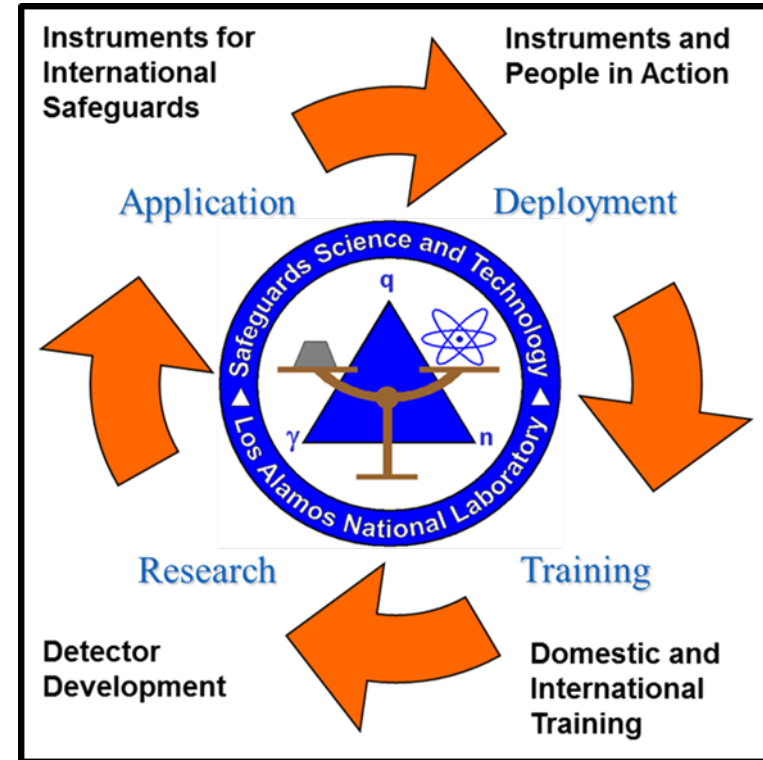 Instruments for
International
Safeguards
Instruments and
People in Action
Application
Deployment
Safeguards Science and Technology
q
γ
n
Los Alamos National Laboratory
Research
Training
Detector
Development
Domestic and
International
Training